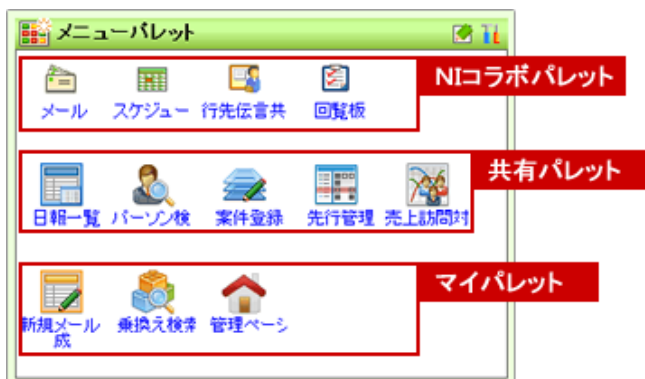 メニューパレット
NIコラボパレット
メール スケジュー 行先伝言共 回覧板
共有パレット
日報一覧 パーソン検 案件登録 先行管理 売上訪問対
マイパレット
新規メール 乗換え検索 管理ページ
成